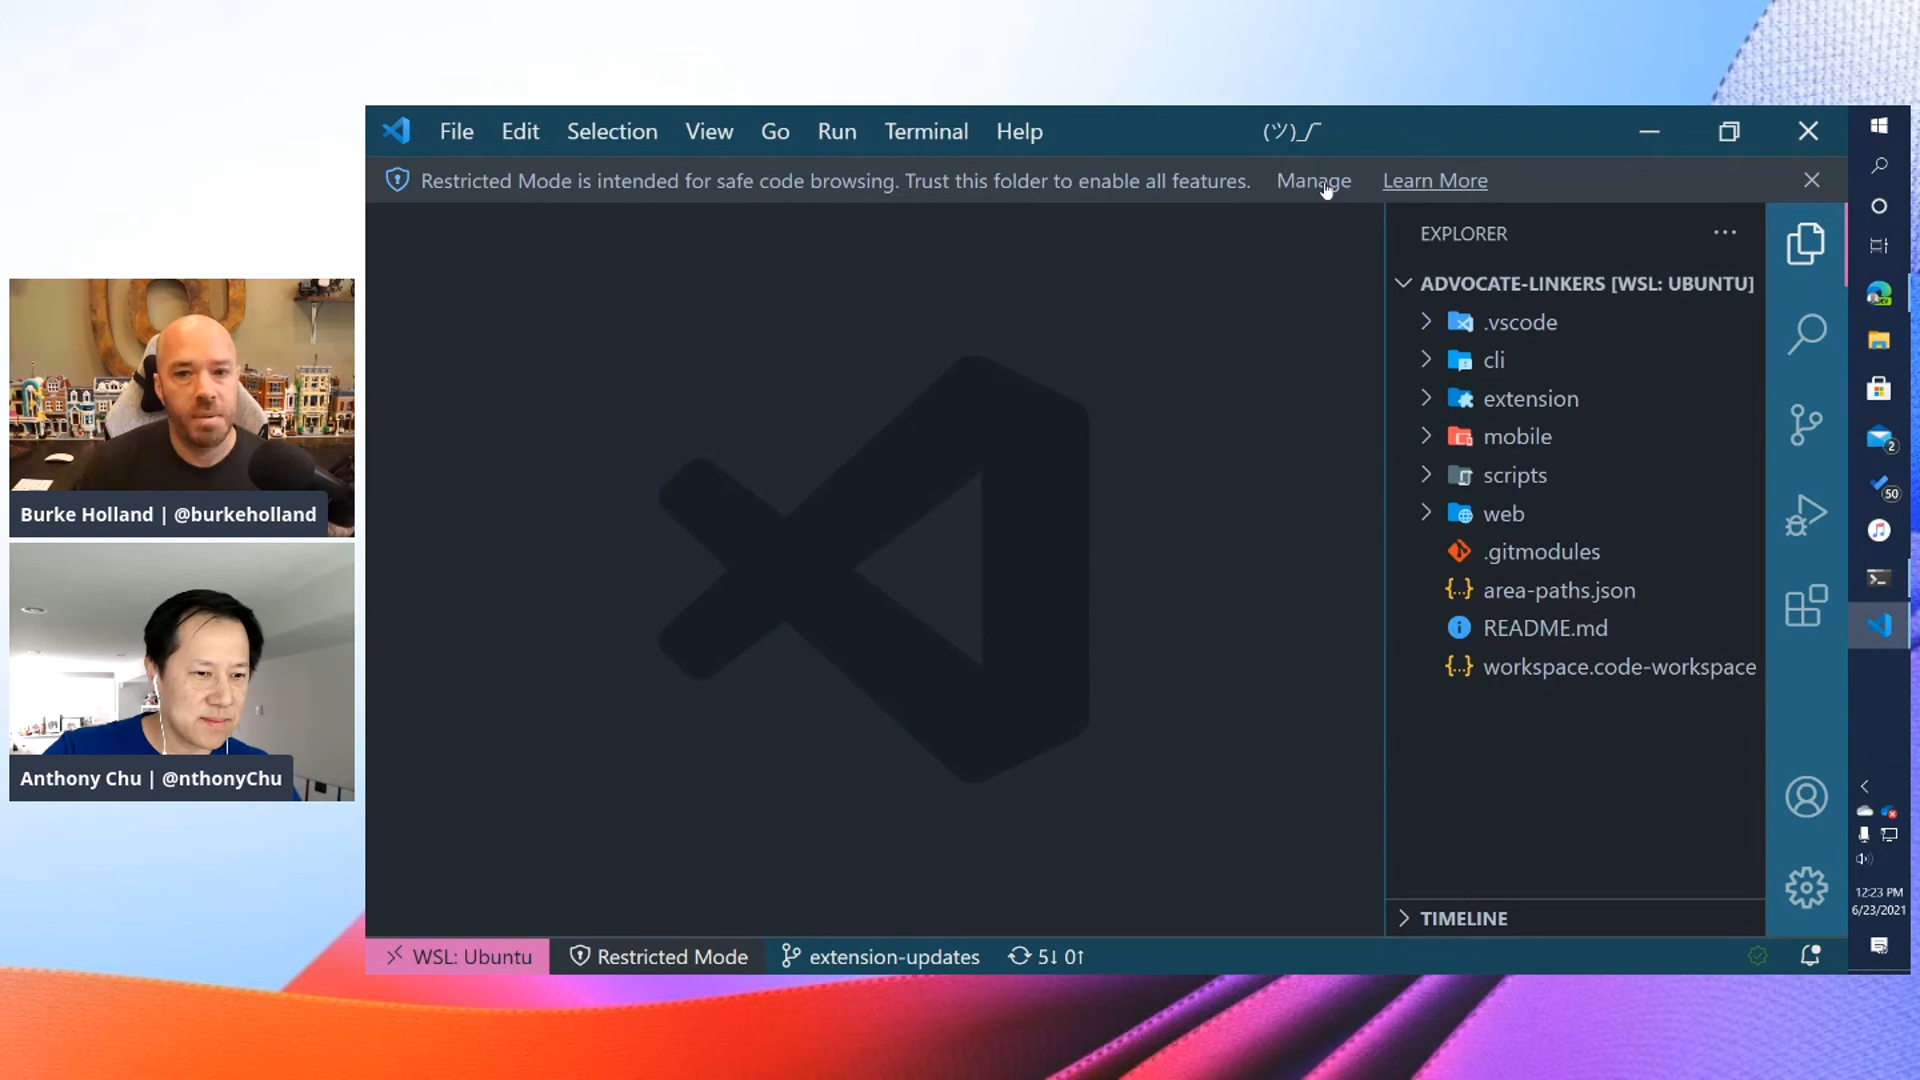 File Edit Selection View Go Run Terminal Help (ツ)_/¯
Restricted Mode is intended for safe code browsing. Trust this folder to enable all features. Manage Learn More
EXPLORER ···
ADVOCATE-LINKERS [WSL: UBUNTU]
.vscode
cli
extension
mobile
scripts
web
.gitmodules
{..} area-paths.json
README.md
{..} workspace.code-workspace
TIMELINE
WSL: Ubuntu Restricted Mode extension-updates 5↓ 0↑
Burke Holland | @burkeholland
Anthony Chu | @nthonyChu
DEV
2
50
12:23 PM
6/23/2021